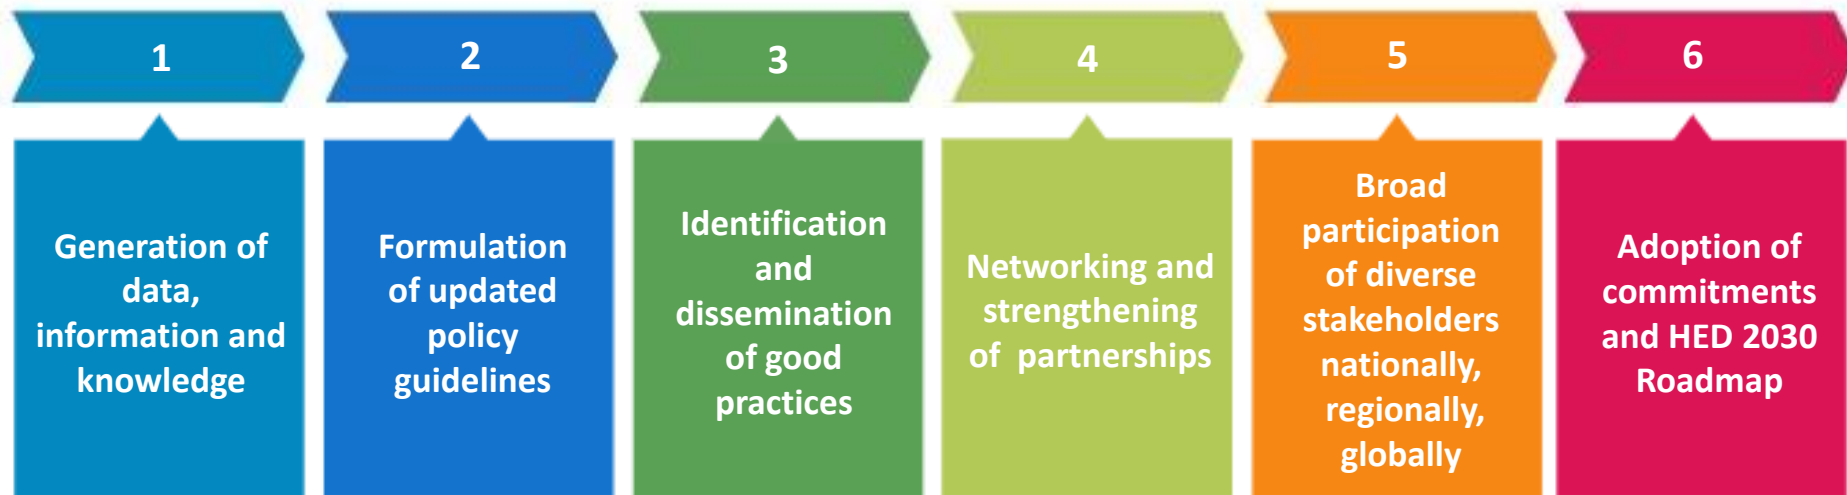 1
Generation of
data,
information and
knowledge
2
Formulation
of updated
policy
guidelines
3
Identification
and
dissemination
of good
practices
4
Networking and
strengthening
of partnerships
5
Broad
participation
of diverse
stakeholders
nationally,
regionally,
globally
6
Adoption of
commitments
and HED 2030
Roadmap